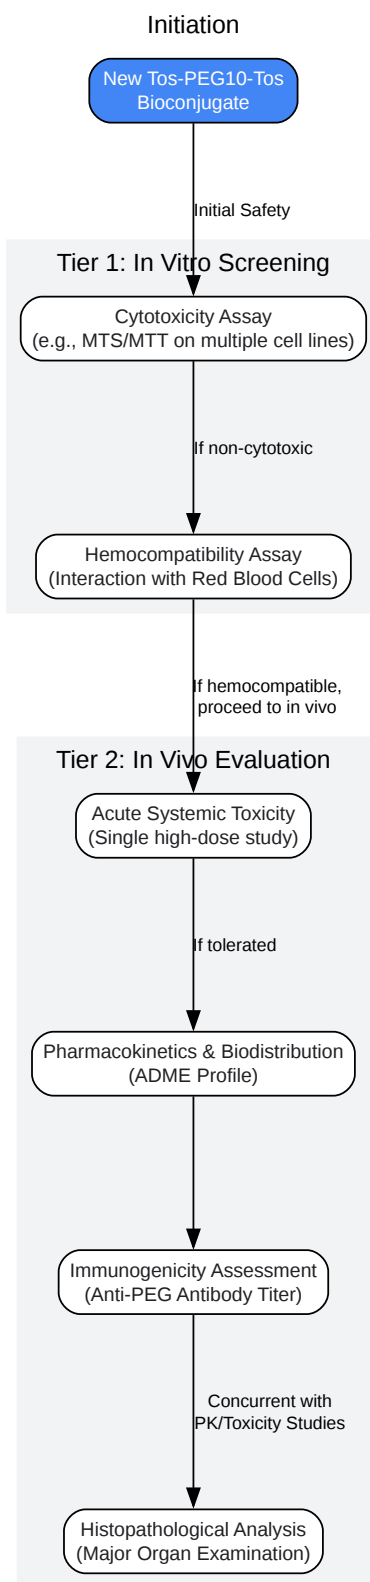 Initiation
New Tos-PEG10-Tos
Bioconjugate
Initial Safety
Tier 1: In Vitro Screening
Cytotoxicity Assay
(e.g., MTS/MTT on multiple cell lines)
If non-cytotoxic
Hemocompatibility Assay
(Interaction with Red Blood Cells)
If hemocompatible,
proceed to in vivo
Tier 2: In Vivo Evaluation
Acute Systemic Toxicity
(Single high-dose study)
If tolerated
Pharmacokinetics & Biodistribution
(ADME Profile)
Immunogenicity Assessment
(Anti-PEG Antibody Titer)
Concurrent with
PK/Toxicity Studies
Histopathological Analysis
(Major Organ Examination)